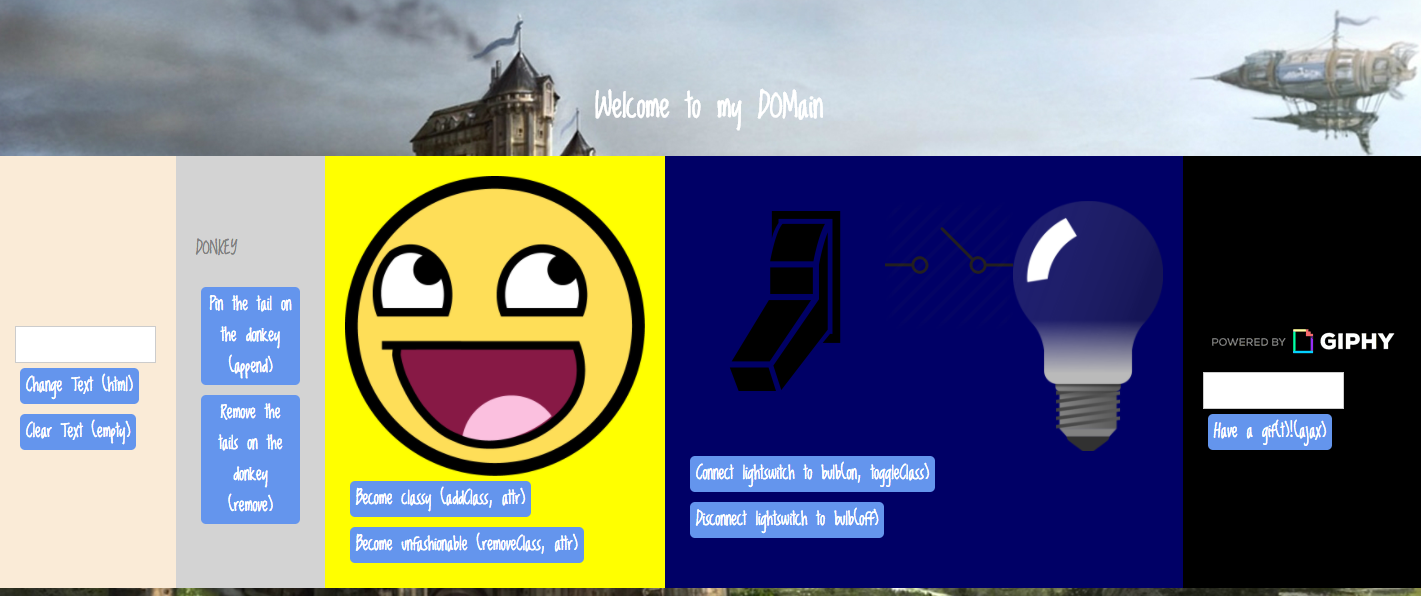 Welcome to my DOMain
Change Text (html)
Clear Text (empty)
DONKEY
Pin the tail on
the donkey
(append)
Remove the
tails on the
donkey
(remove)
Become classy (addClass, attr)
Become unfashionable (removeClass, attr)
Connect lightswitch to bulb(on, toggleClass)
Disconnect lightswitch to bulb(off)
POWERED BY GIPHY
Have a gif(t)!(ajax)